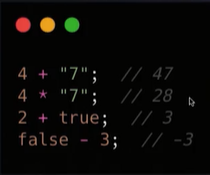 4 + "7";  // 47
4 * "7";  // 28
2 + true;  // 3
false - 3;  // -3